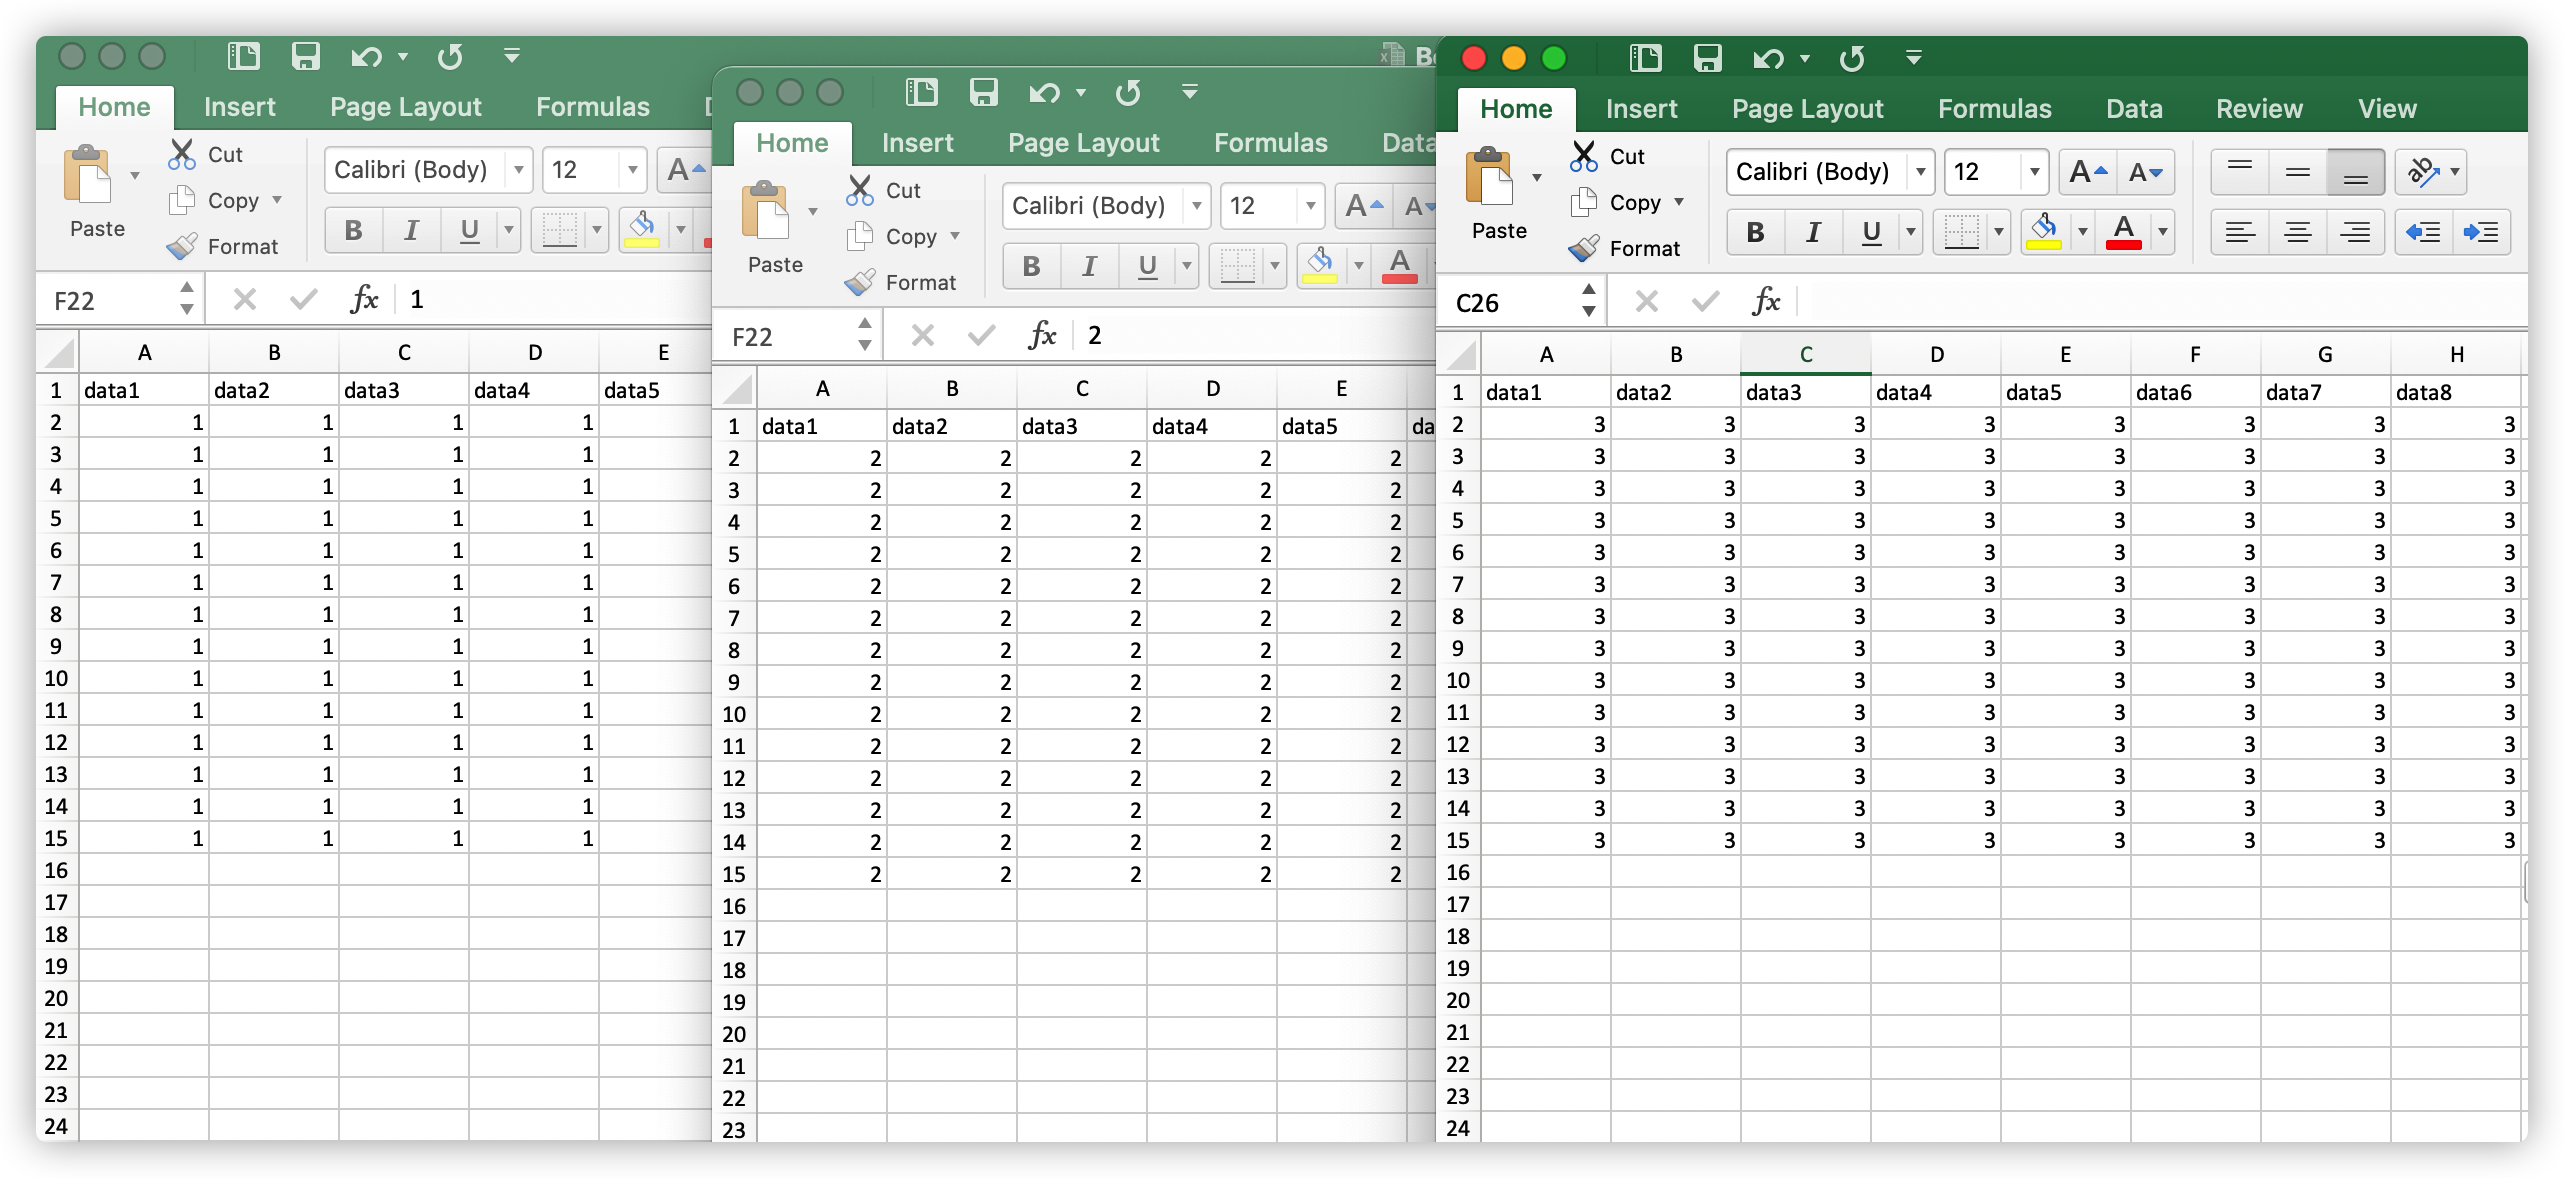 Home Insert Page Layout Formulas
Cut
Copy
Paste
Format
Calibri (Body) 12 A
B I U
F22 fx 1
A B C D E
1 data1 data2 data3 data4 data5
2 1 1 1 1
3 1 1 1 1
4 1 1 1 1
5 1 1 1 1
6 1 1 1 1
7 1 1 1 1
8 1 1 1 1
9 1 1 1 1
10 1 1 1 1
11 1 1 1 1
12 1 1 1 1
13 1 1 1 1
14 1 1 1 1
15 1 1 1 1
16
17
18
19
20
21
22
23
24
Home Insert Page Layout Formulas Data
Cut
Copy
Paste
Format
Calibri (Body) 12 A A
B I U A
F22 fx 2
A B C D E
1 data1 data2 data3 data4 data5 da
2 2 2 2 2 2
3 2 2 2 2 2
4 2 2 2 2 2
5 2 2 2 2 2
6 2 2 2 2 2
7 2 2 2 2 2
8 2 2 2 2 2
9 2 2 2 2 2
10 2 2 2 2 2
11 2 2 2 2 2
12 2 2 2 2 2
13 2 2 2 2 2
14 2 2 2 2 2
15 2 2 2 2 2
16
17
18
19
20
21
22
23
Home Insert Page Layout Formulas Data Review View
Cut
Copy
Paste
Format
Calibri (Body) 12 A A ab
B I U A
C26 fx
A B C D E F G H
1 data1 data2 data3 data4 data5 data6 data7 data8
2 3 3 3 3 3 3 3 3
3 3 3 3 3 3 3 3 3
4 3 3 3 3 3 3 3 3
5 3 3 3 3 3 3 3 3
6 3 3 3 3 3 3 3 3
7 3 3 3 3 3 3 3 3
8 3 3 3 3 3 3 3 3
9 3 3 3 3 3 3 3 3
10 3 3 3 3 3 3 3 3
11 3 3 3 3 3 3 3 3
12 3 3 3 3 3 3 3 3
13 3 3 3 3 3 3 3 3
14 3 3 3 3 3 3 3 3
15 3 3 3 3 3 3 3 3
16
17
18
19
20
21
22
23
24